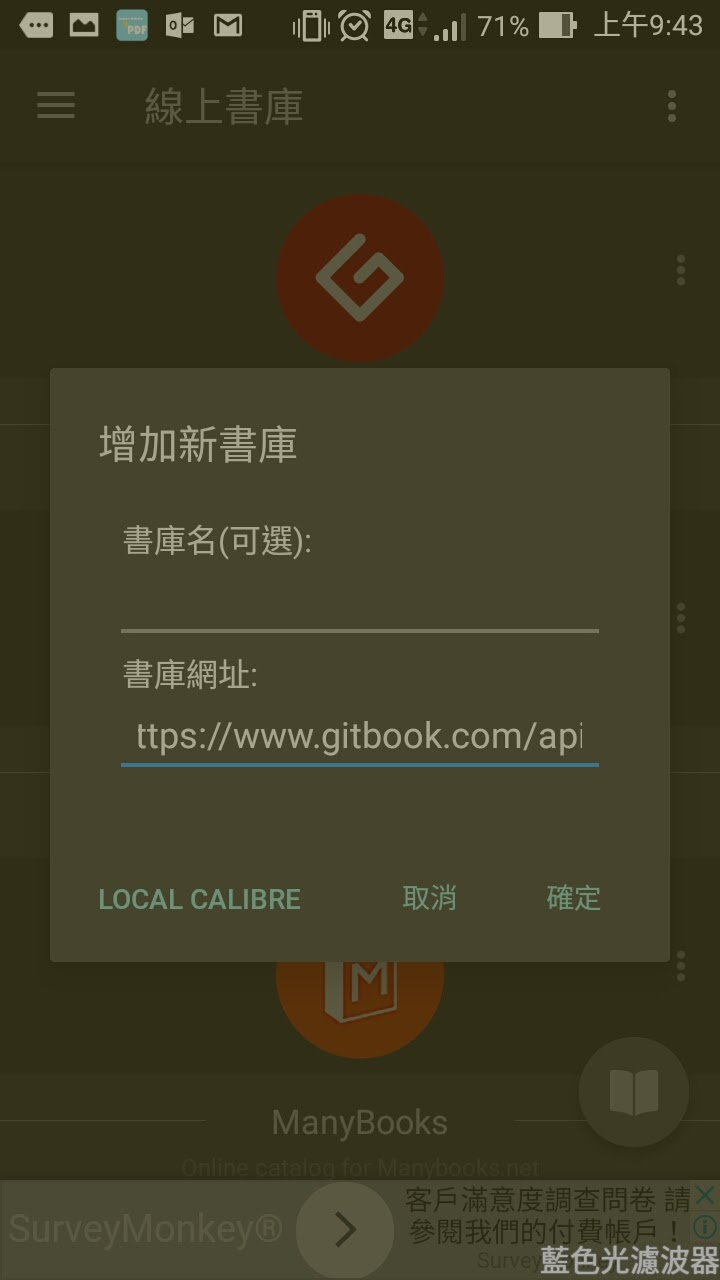 PDF
4G
71%
上午9:43
線上書庫
增加新書庫
書庫名(可選):
書庫網址:
ttps://www.gitbook.com/api
LOCAL CALIBRE
取消
確定
M
ManyBooks
Online catalog for Manybooks.net
SurveyMonkey®
客戶滿意度調查問卷 請
參閱我們的付費帳戶！
Survey
藍色光濾波器